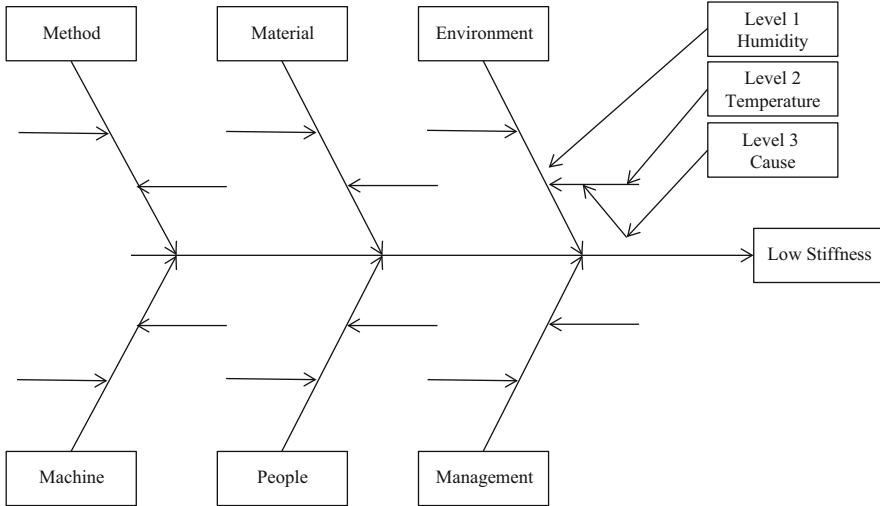 Method
Material
Environment
Level 1
Humidity
Level 2
Temperature
Level 3
Cause
Low Stiffness
Machine
People
Management